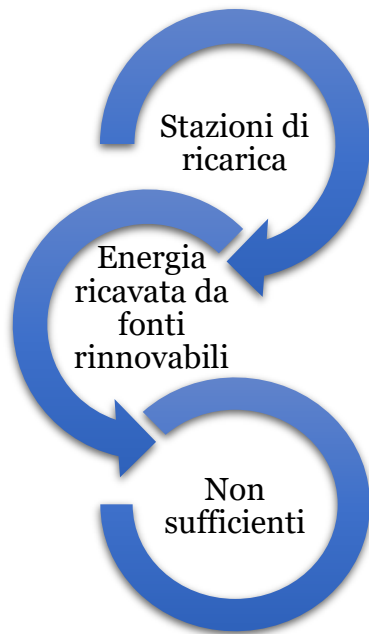 Stazioni di
ricarica
Energia
ricavata da
fonti
rinnovabili
Non
sufficienti